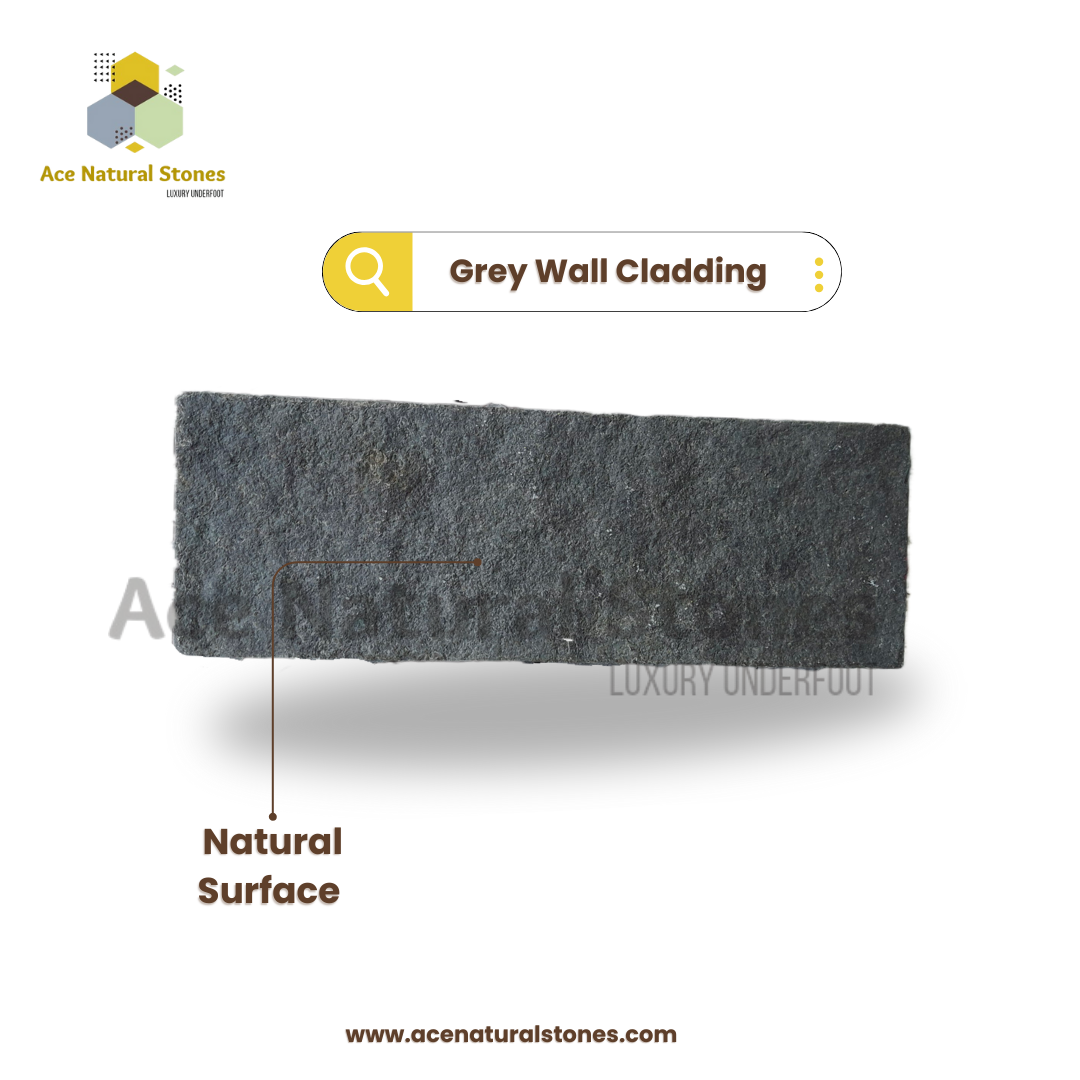 Ace Natural Stones
LUXURY UNDERFOOT
Grey Wall Cladding
Ace Natural Stones
LUXURY UNDERFOOT
Natural
Surface
www.acenaturalstones.com